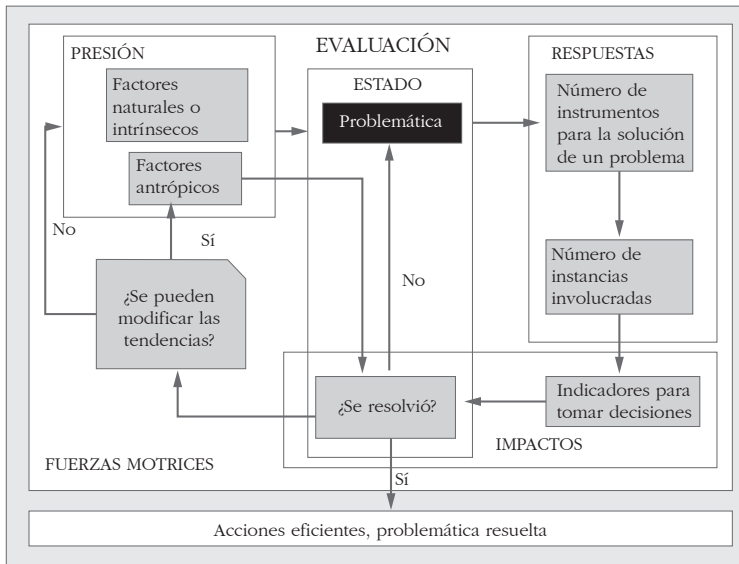 EVALUACIÓN
PRESIÓN
Factores
naturales o
intrínsecos
Factores
antrópicos
No
Sí
¿Se pueden
modificar las
tendencias?
FUERZAS MOTRICES
ESTADO
Problemática
No
¿Se resolvió?
Sí
RESPUESTAS
Número de
instrumentos
para la solución
de un problema
Número de
instancias
involucradas
Indicadores para
tomar decisiones
IMPACTOS
Acciones eficientes, problemática resuelta